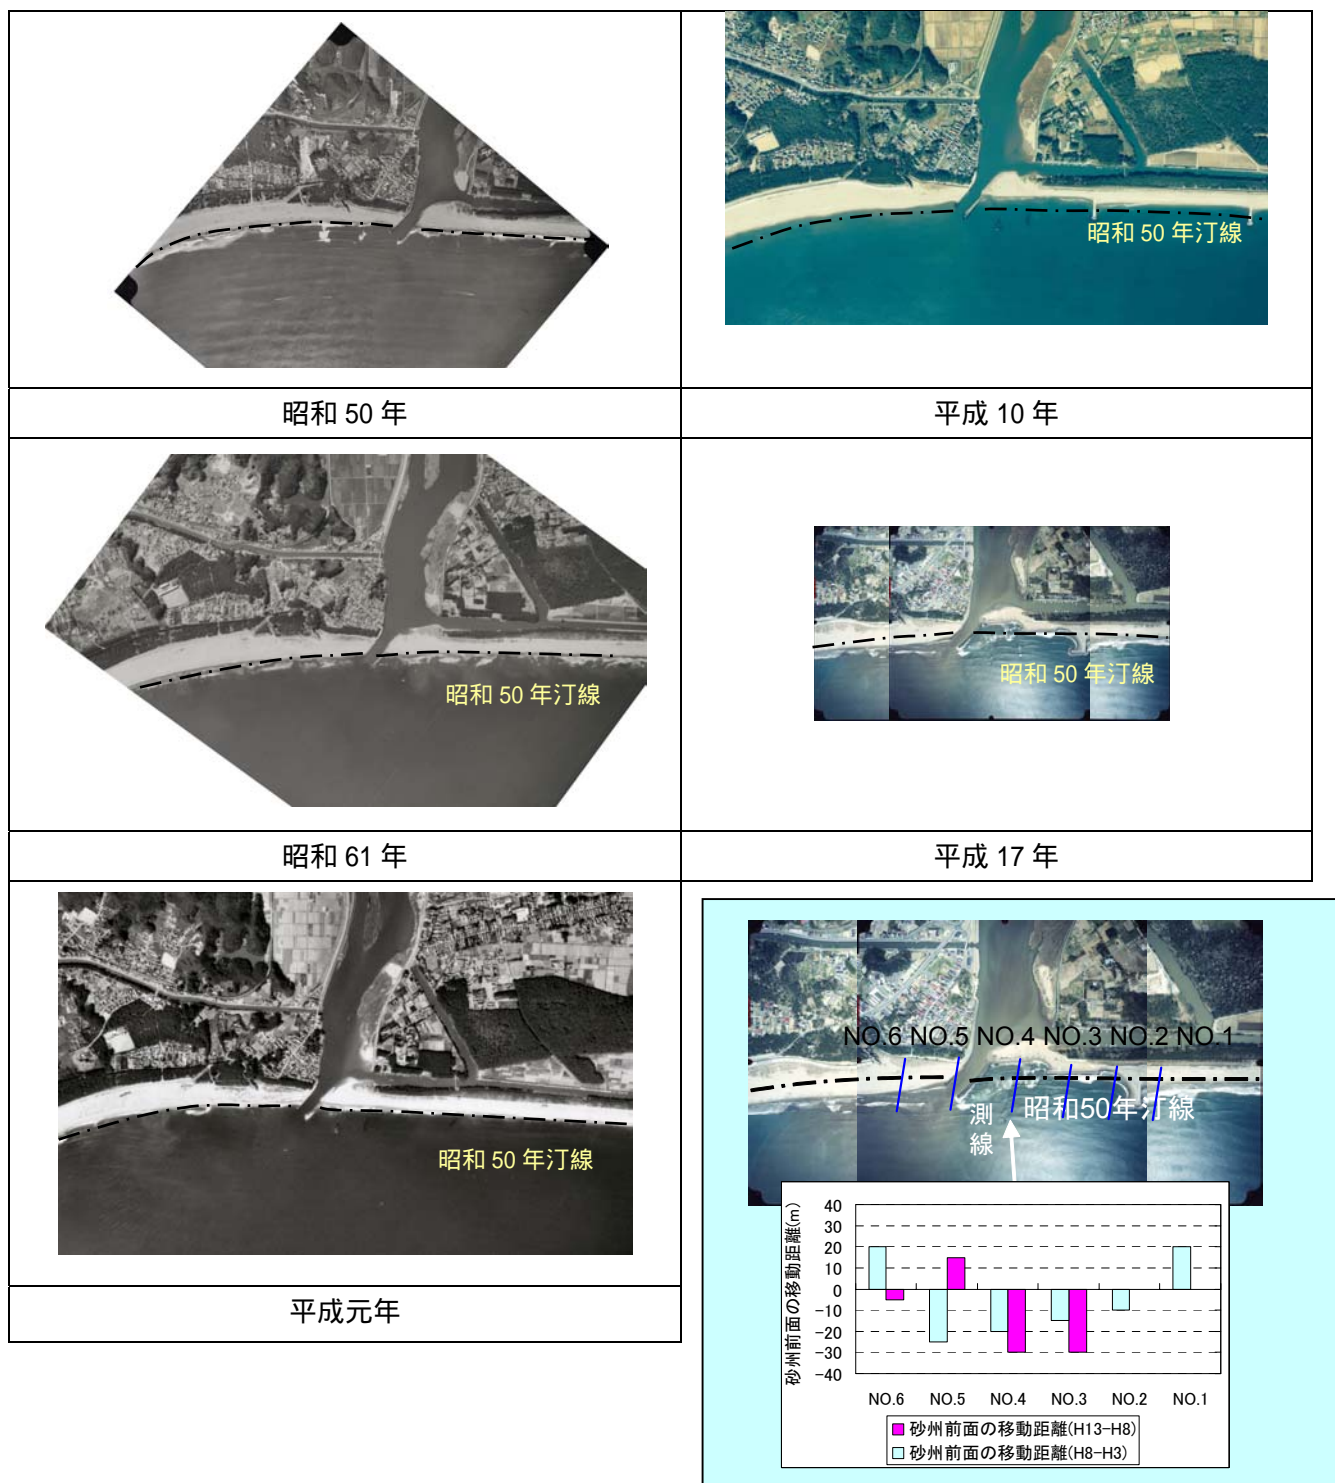 昭和 50 年汀線
昭和 50 年
平成 10 年
昭和 50 年汀線
昭和 50 年汀線
昭和 61 年
平成 17 年
昭和 50 年汀線
平成元年
NO.6 NO.5 NO.4 NO.3 NO.2 NO.1
測線
昭和50年汀線
砂州前面の移動距離(m)
40
30
20
10
0
-10
-20
-30
-40
NO.6 NO.5 NO.4 NO.3 NO.2 NO.1
砂州前面の移動距離(H13-H8)
砂州前面の移動距離(H8-H3)